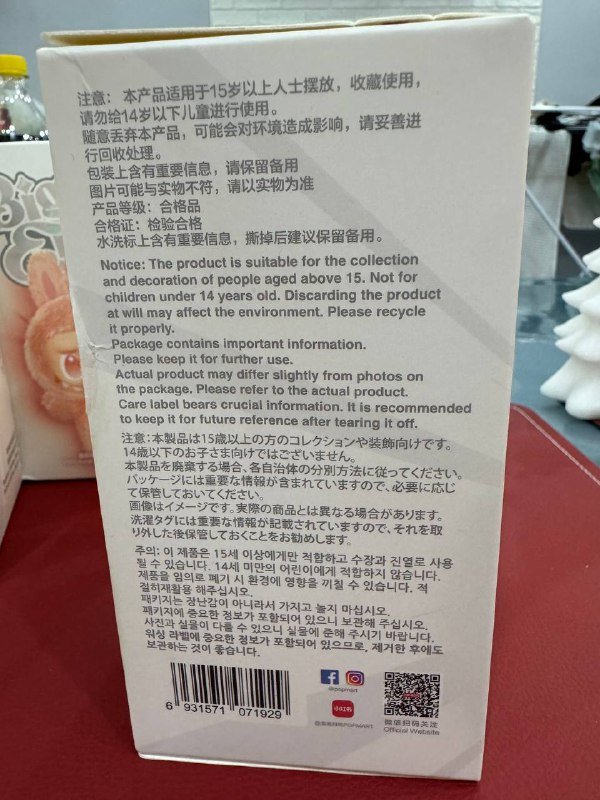 注意： 本产品适用于15岁以上人士摆放，收藏使用，
请勿给14岁以下儿童进行使用。
随意丢弃本产品，可能会对环境造成影响，请妥善进
行回收处理。
包装上含有重要信息，请保留备用
图片可能与实物不符，请以实物为准
产品等级：合格品
合格证：检验合格
水洗标上含有重要信息，撕掉后建议保留备用。
Notice: The product is suitable for the collection
and decoration of people aged above 15. Not for
children under 14 years old. Discarding the product
at will may affect the environment. Please recycle
it properly.
Package contains important information.
Please keep it for further use.
Actual product may differ slightly from photos on
the package. Please refer to the actual product.
Care label bears crucial information. It is recommended
to keep it for future reference after tearing it off.
注意:本製品は15歳以上の方のコレクションや装飾向けです。
14歳以下のお子さま向けではございません。
本製品を廃棄する場合、各自治体の分別方法に従ってください。
パッケージには重要な情報が含まれていますので、必要に応じ
て保管しておいてください。
画像はイメージです。実際の商品とは異なる場合があります。
洗濯タグには重要な情報が記載されていますので、それを取
り外した後保管しておくことをお勧めします。
주의: 이 제품은 15세 이상에게만 적합하고 수장과 진열로 사용
될 수 있습니다. 14세 미만의 어린이에게 적합하지 않습니다.
제품을 임의로 폐기 시 환경에 영향을 끼칠 수 있습니다. 적
절히재활용 해주십시오.
패키지는 장난감이 아니라서 가지고 놀지 마십시오.
패키지에 중요한 정보가 포함되어 있으니 보관해 주십시오.
사진과 실물이 다를 수 있으니 실물에 준해 주시기 바랍니다.
워싱 라벨에 중요한 정보가 포함되어 있으므로, 제거한 후에도
보관하는 것이 좋습니다.
6 931571 071929
@popmart
小红书
POPMART
微信扫码关注
Official Website